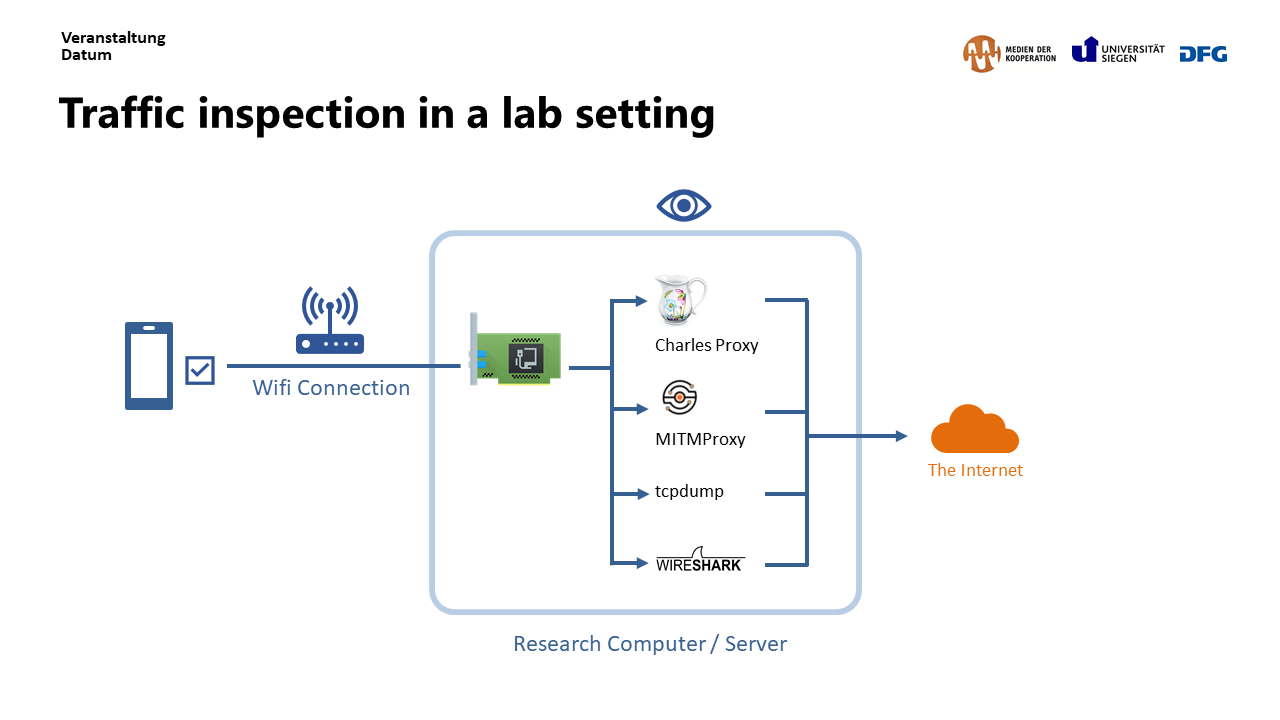 Veranstaltung
Datum
MEDIEN DER
KOOPERATION
UNIVERSITÄT
SIEGEN
DFG
Traffic inspection in a lab setting
Charles Proxy
Wifi Connection
MITMProxy
The Internet
tcpdump
WIRESHARK
Research Computer / Server